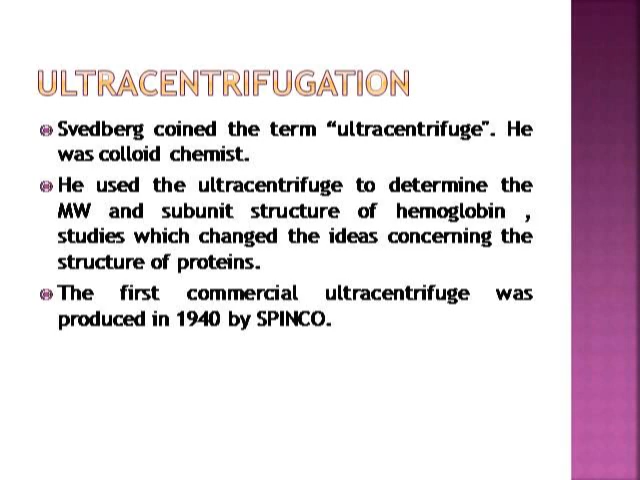 ULTRACENTRIFUGATION
Svedberg coined the term “ultracentrifuge”. He
was colloid chemist.
He used the ultracentrifuge to determine the
MW and subunit structure of hemoglobin ,
studies which changed the ideas concerning the
structure of proteins.
The first commercial ultracentrifuge was
produced in 1940 by SPINCO.